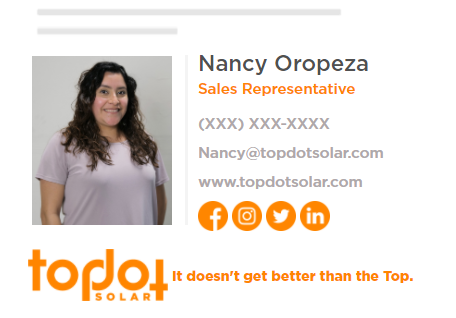 Nancy Oropeza
Sales Representative
(XXX) XXX-XXXX
Nancy@topdotsolar.com
www.topdotsolar.com
topdot
SOLAR
It doesn't get better than the Top.